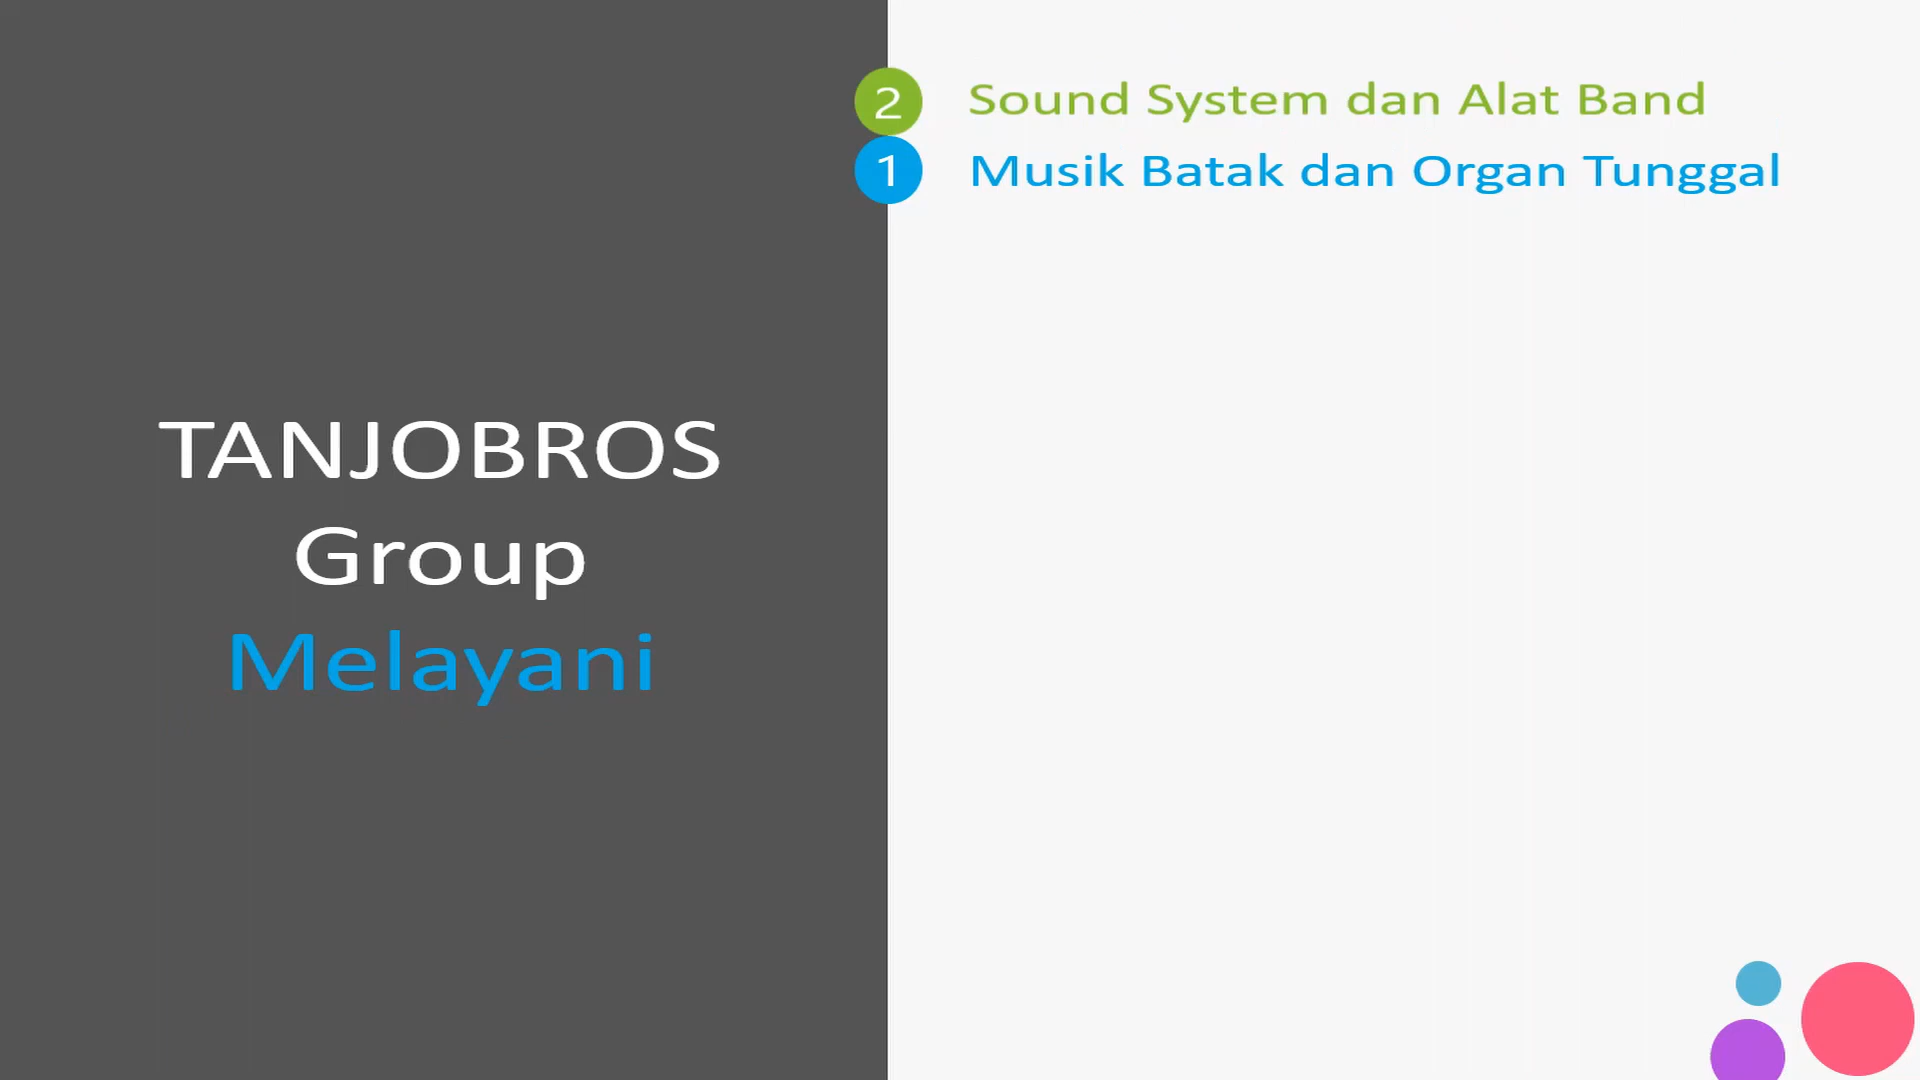 TANJOBROS
Group
Melayani
2 Sound System dan Alat Band
1 Musik Batak dan Organ Tunggal